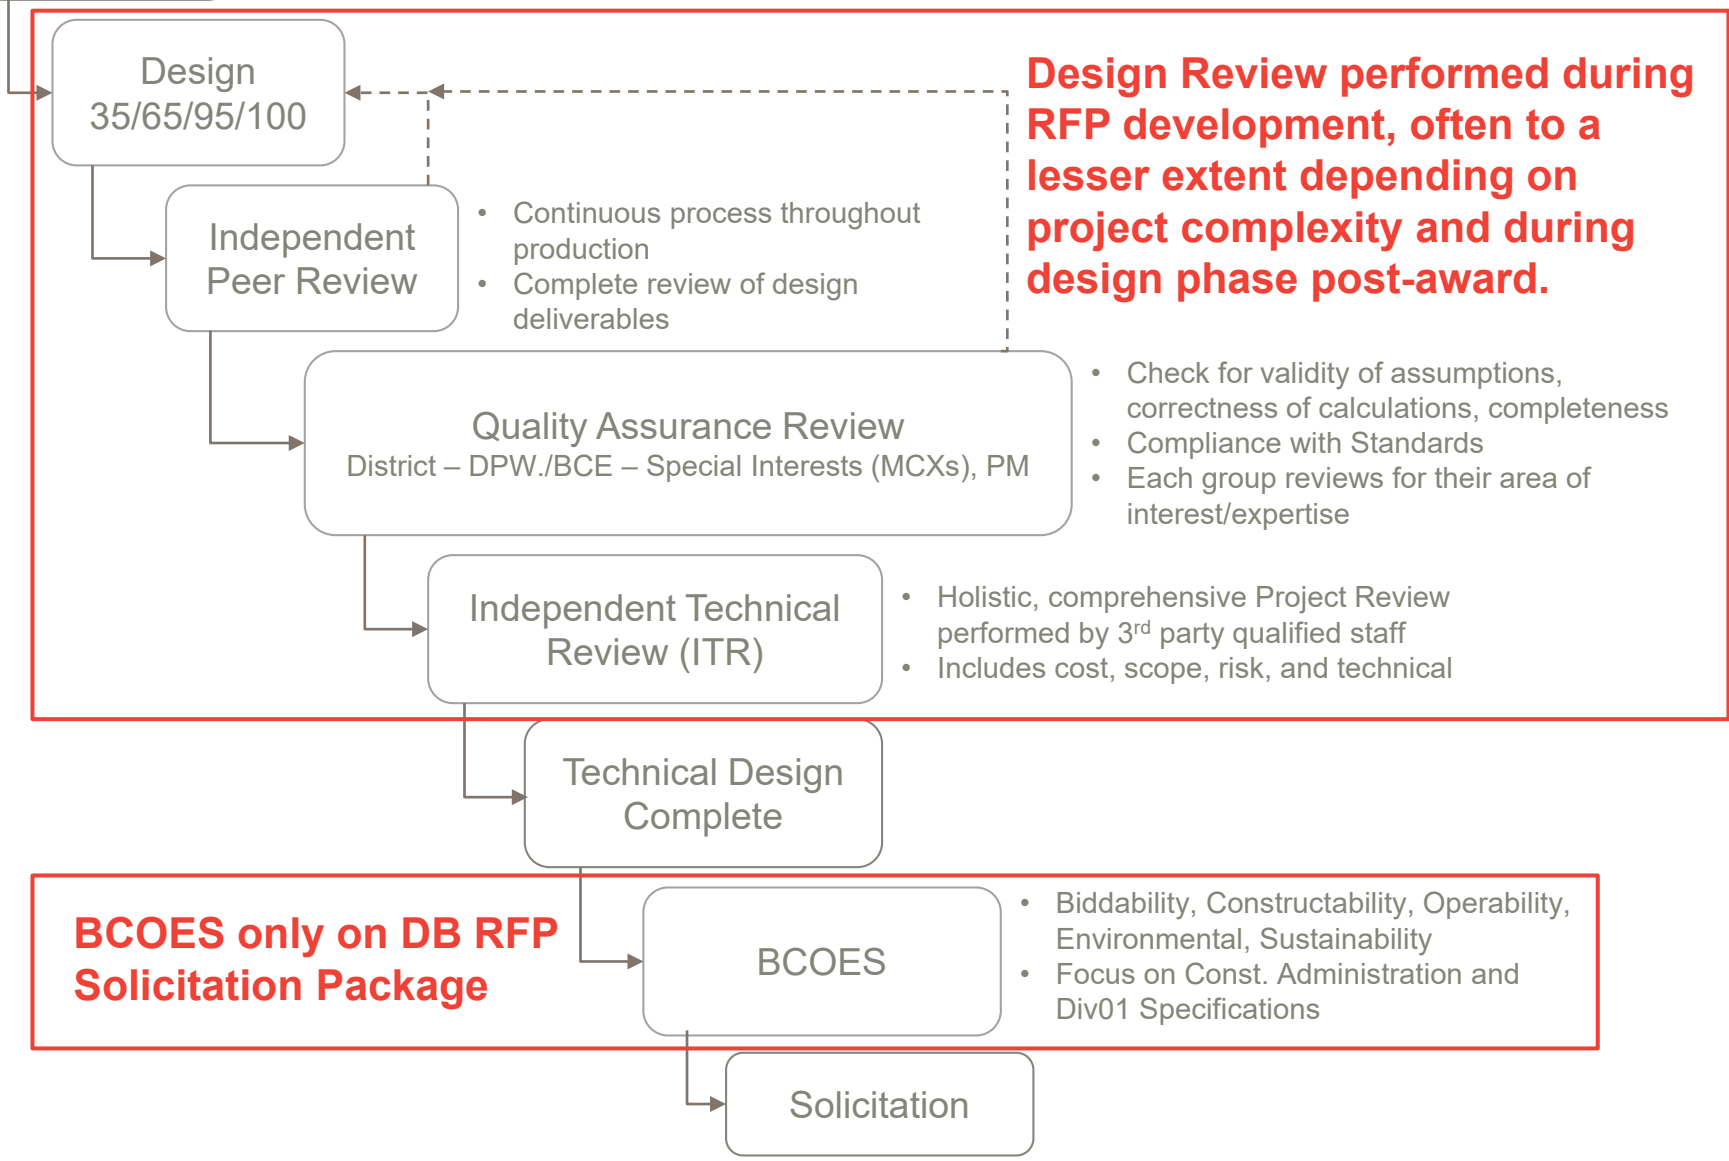 Design
35/65/95/100
Design Review performed during
RFP development, often to a
lesser extent depending on
project complexity and during
design phase post-award.
Independent
Peer Review
• Continuous process throughout
production
• Complete review of design
deliverables
Quality Assurance Review
District – DPW./BCE – Special Interests (MCXs), PM
• Check for validity of assumptions,
correctness of calculations, completeness
• Compliance with Standards
• Each group reviews for their area of
interest/expertise
Independent Technical
Review (ITR)
• Holistic, comprehensive Project Review
performed by 3rd party qualified staff
• Includes cost, scope, risk, and technical
Technical Design
Complete
BCOES only on DB RFP
Solicitation Package
BCOES
• Biddability, Constructability, Operability,
Environmental, Sustainability
• Focus on Const. Administration and
Div01 Specifications
Solicitation